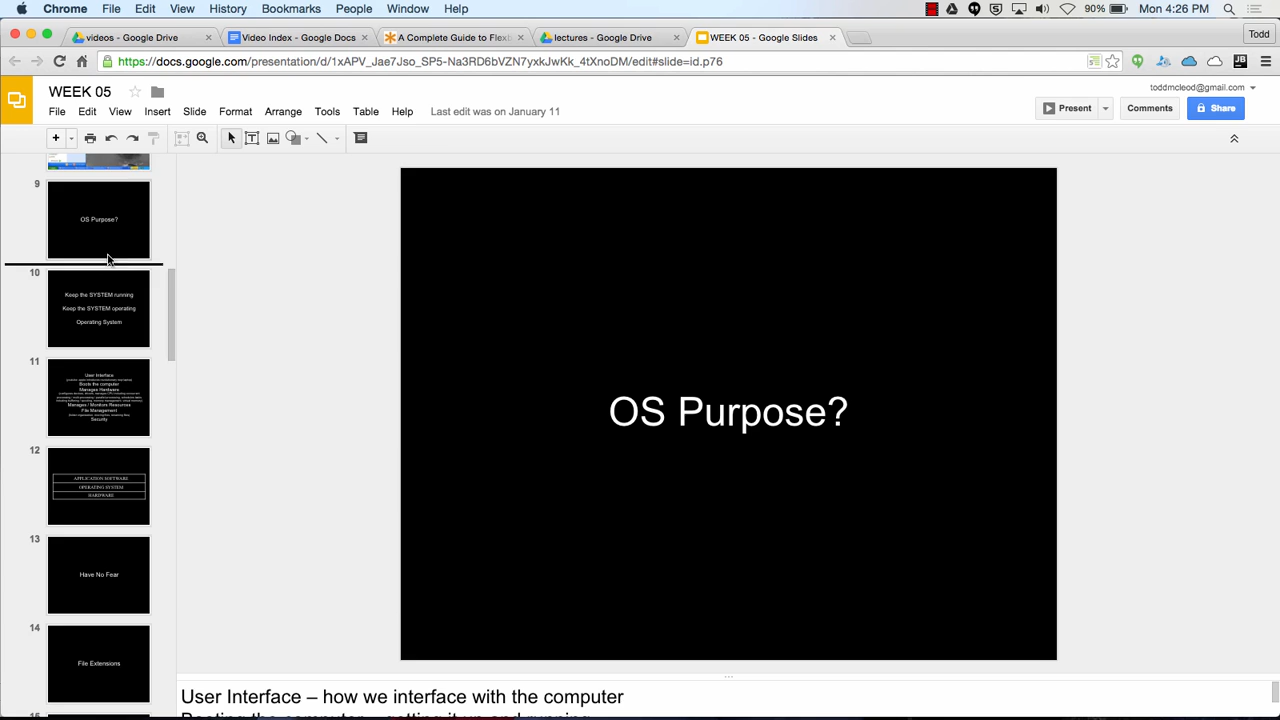 Chrome File Edit View History Bookmarks People Window Help 90% Mon 4:26 PM
videos - Google Drive Video Index - Google Docs A Complete Guide to Flex lectures - Google Drive WEEK 05 - Google Slides Todd
https://docs.google.com/presentation/d/1xAPV_Jae7Jso_SP5-Na3RD6bVZN7yxkJwKk_4tXnoDM/edit#slide=id.p76
WEEK 05
toddmcleod@gmail.com
File Edit View Insert Slide Format Arrange Tools Table Help Last edit was on January 11
Present Comments Share
9
OS Purpose?
10
Keep the SYSTEM running
Keep the SYSTEM operating
Operating System
11
User Interface
Boots the computer
Manages Hardware
Manages / Monitors Resources
File Management
Security
12
APPLICATION SOFTWARE
OPERATING SYSTEM
HARDWARE
13
Have No Fear
14
File Extensions
15
OS Purpose?
User Interface – how we interface with the computer